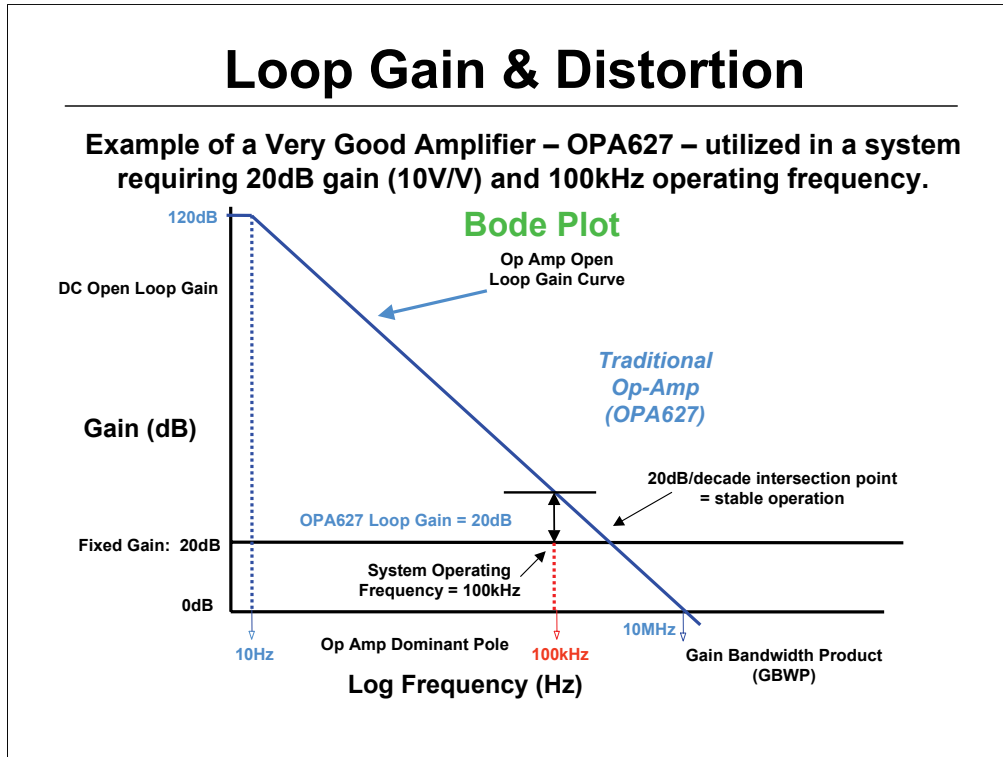 Loop Gain & Distortion
Example of a Very Good Amplifier – OPA627 – utilized in a system
requiring 20dB gain (10V/V) and 100kHz operating frequency.
120dB
Bode Plot
Op Amp Open
Loop Gain Curve
DC Open Loop Gain
Traditional
Op-Amp
(OPA627)
Gain (dB)
20dB/decade intersection point
= stable operation
OPA627 Loop Gain = 20dB
Fixed Gain: 20dB
System Operating
Frequency = 100kHz
0dB
10Hz
Op Amp Dominant Pole
100kHz
10MHz
Gain Bandwidth Product
(GBWP)
Log Frequency (Hz)